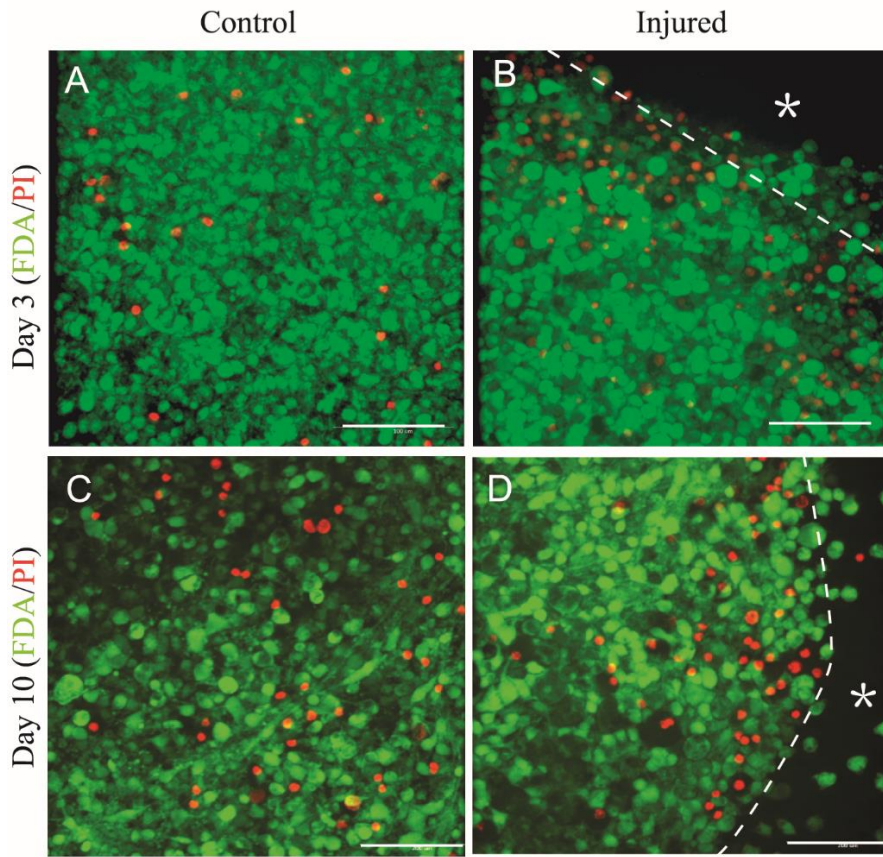 Control
Injured
Day 3 (FDA/PI)
A
B
*
Day 10 (FDA/PI)
C
D
*